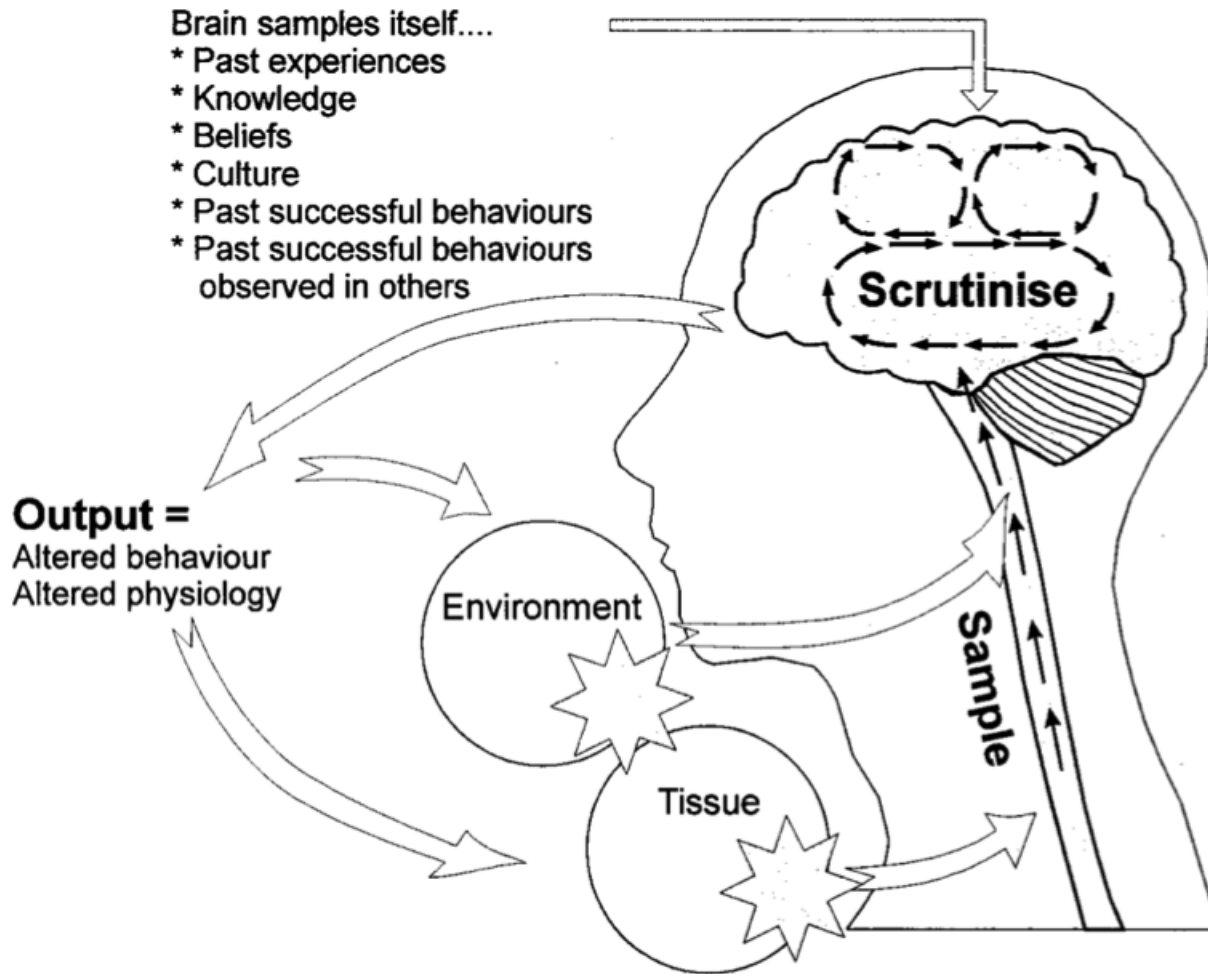 Brain samples itself....
* Past experiences
* Knowledge
* Beliefs
* Culture
* Past successful behaviours
* Past successful behaviours
observed in others
Scrutinise
Output =
Altered behaviour
Altered physiology
Environment
Sample
Tissue